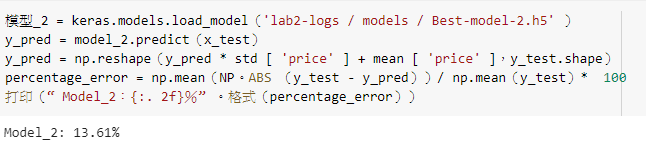 模型_2 = keras.models.load_model（'lab2-logs / models / Best-model-2.h5' ）
y_pred = model_2.predict（x_test）
y_pred = np.reshape（y_pred * std [ 'price' ] + mean [ 'price' ]，y_test.shape）
percentage_error = np.mean（NP。ABS （y_test - y_pred））/ np.mean（y_test）* 100
打印（“ Model_2：{:. 2f}％” 。格式（percentage_error））
Model_2: 13.61%